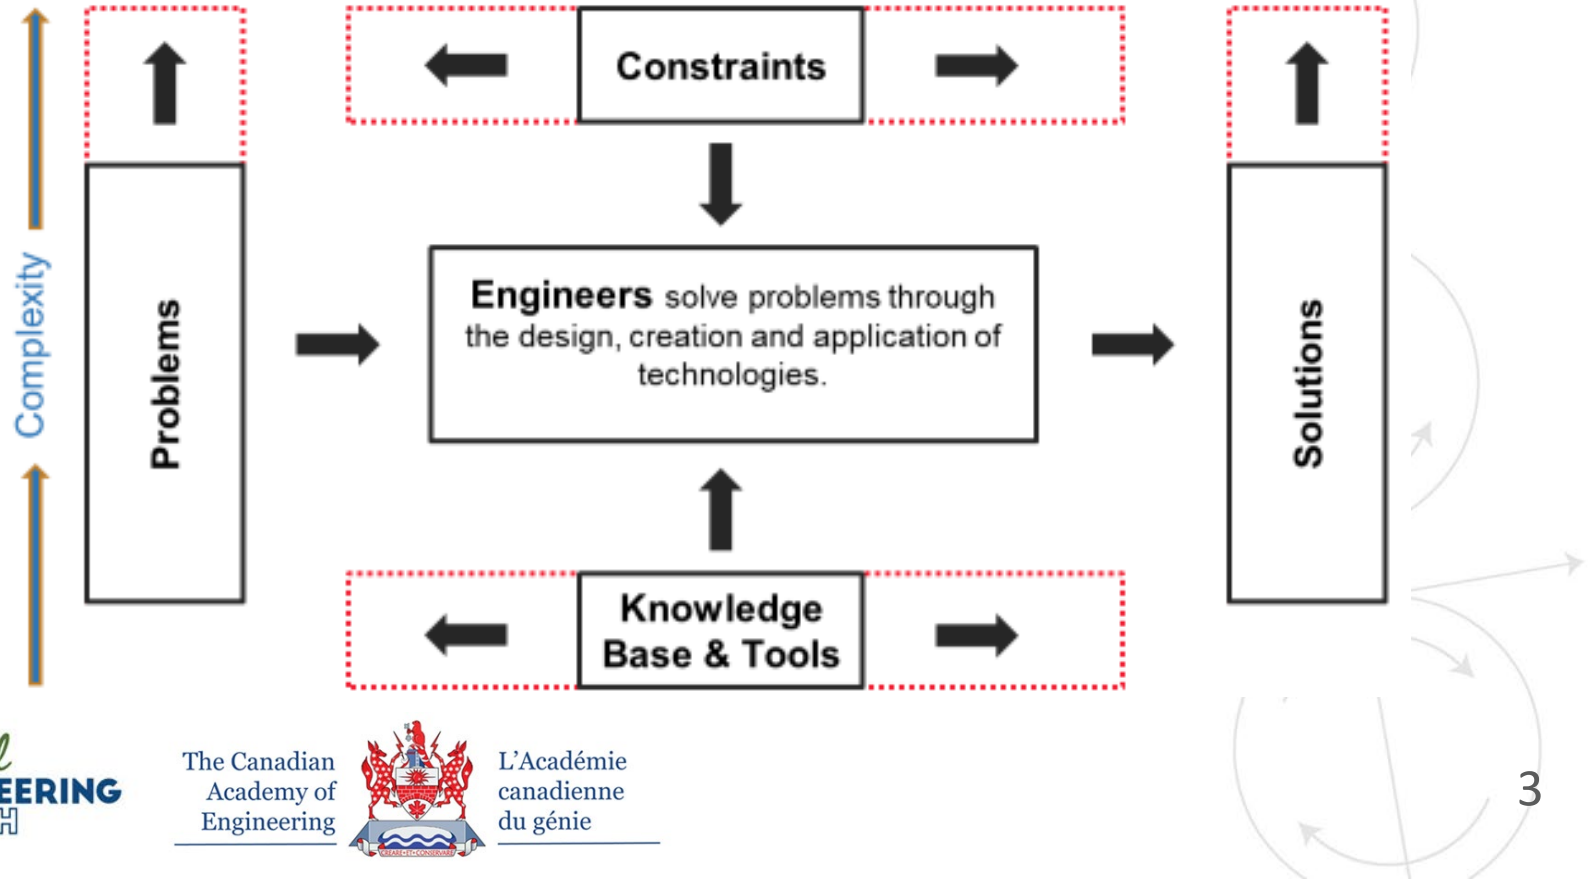 Complexity
Problems
Constraints
Engineers solve problems through
the design, creation and application of
technologies.
Knowledge
Base & Tools
Solutions
EERING
The Canadian
Academy of
Engineering
L'Académie
canadienne
du génie
3